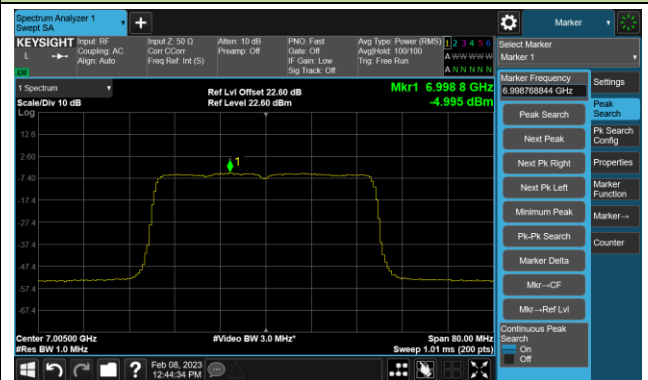 Spectrum Analyzer 1
Swept SA
Marker
KEYSIGHT
L
Input: RF
Coupling: AC
Align: Auto
Input Z: 50 Ω
Corr CCorr
Freq Ref: Int (S)
Atten: 10 dB
Preamp: Off
PNO: Fast
Gate: Off
IF Gain: Low
Sig Track: Off
Avg Type: Power (RMS)
Avg|Hold: 100/100
Trig: Free Run
1 2 3 4 5 6
A W W W W W
A N N N N N
Select Marker
Marker 1
1 Spectrum
Scale/Div 10 dB
Log
Ref Lvl Offset 22.60 dB
Ref Level 22.60 dBm
Mkr1 6.998 8 GHz
-4.995 dBm
12.6
2.60
-7.40
-17.4
-27.4
-37.4
-47.4
-57.4
-67.4
1
Center 7.00500 GHz
#Res BW 1.0 MHz
#Video BW 3.0 MHz*
Span 80.00 MHz
Sweep 1.01 ms (200 pts)
Marker Frequency
6.998768844 GHz
Peak Search
Next Peak
Next Pk Right
Next Pk Left
Minimum Peak
Pk-Pk Search
Marker Delta
Mkr→CF
Mkr→Ref Lvl
Continuous Peak
Search
On
Off
Settings
Peak
Search
Pk Search
Config
Properties
Marker
Function
Marker→
Counter
?
Feb 08, 2023
12:44:34 PM